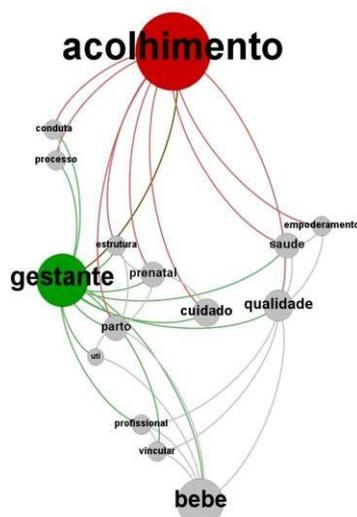 acolhimento
conduta
processo
empoderamento
estrutura
saude
gestante
prenatal
qualidade
cuidado
parto
uti
profissional
vincular
bebe